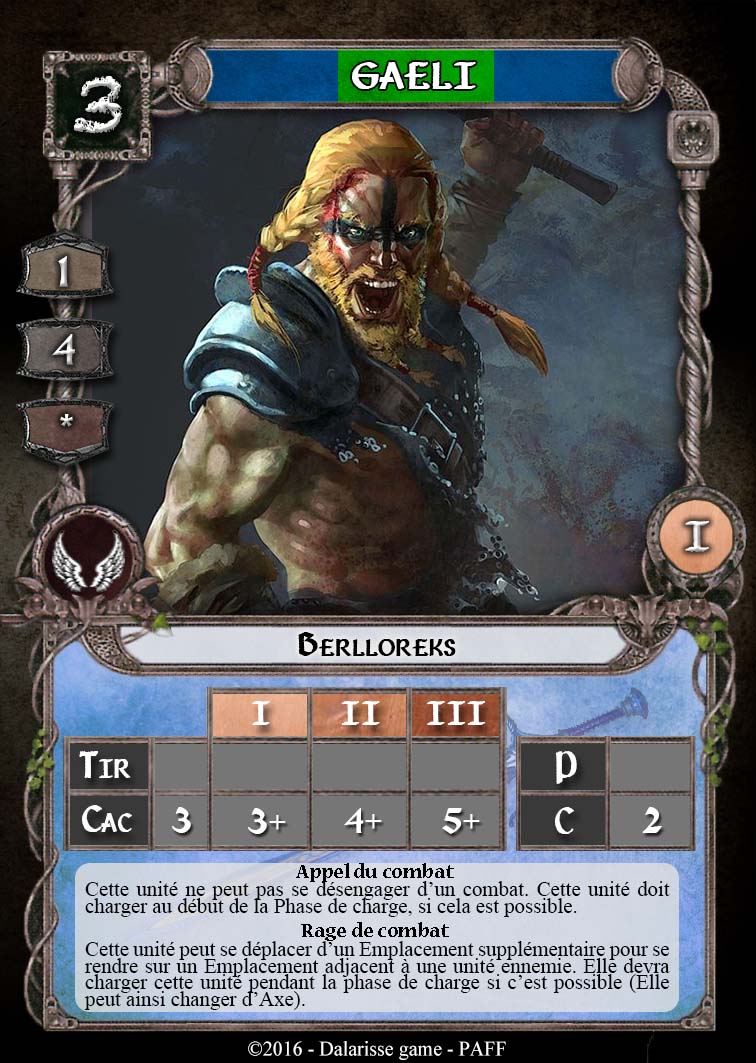 3
GAELI
1
4
*
I
BERLLOREKS
I II III
TIR
CAC 3 3+ 4+ 5+
P
C 2
Appel du combat
Cette unité ne peut pas se désengager d'un combat. Cette unité doit
charger au début de la Phase de charge, si cela est possible.
Rage de combat
Cette unité peut se déplacer d'un Emplacement supplémentaire pour se
rendre sur un Emplacement adjacent à une unité ennemie. Elle devra
charger cette unité pendant la phase de charge si c'est possible (Elle
peut ainsi changer d'Axe).
©2016 - Dalarisse game - PAFF